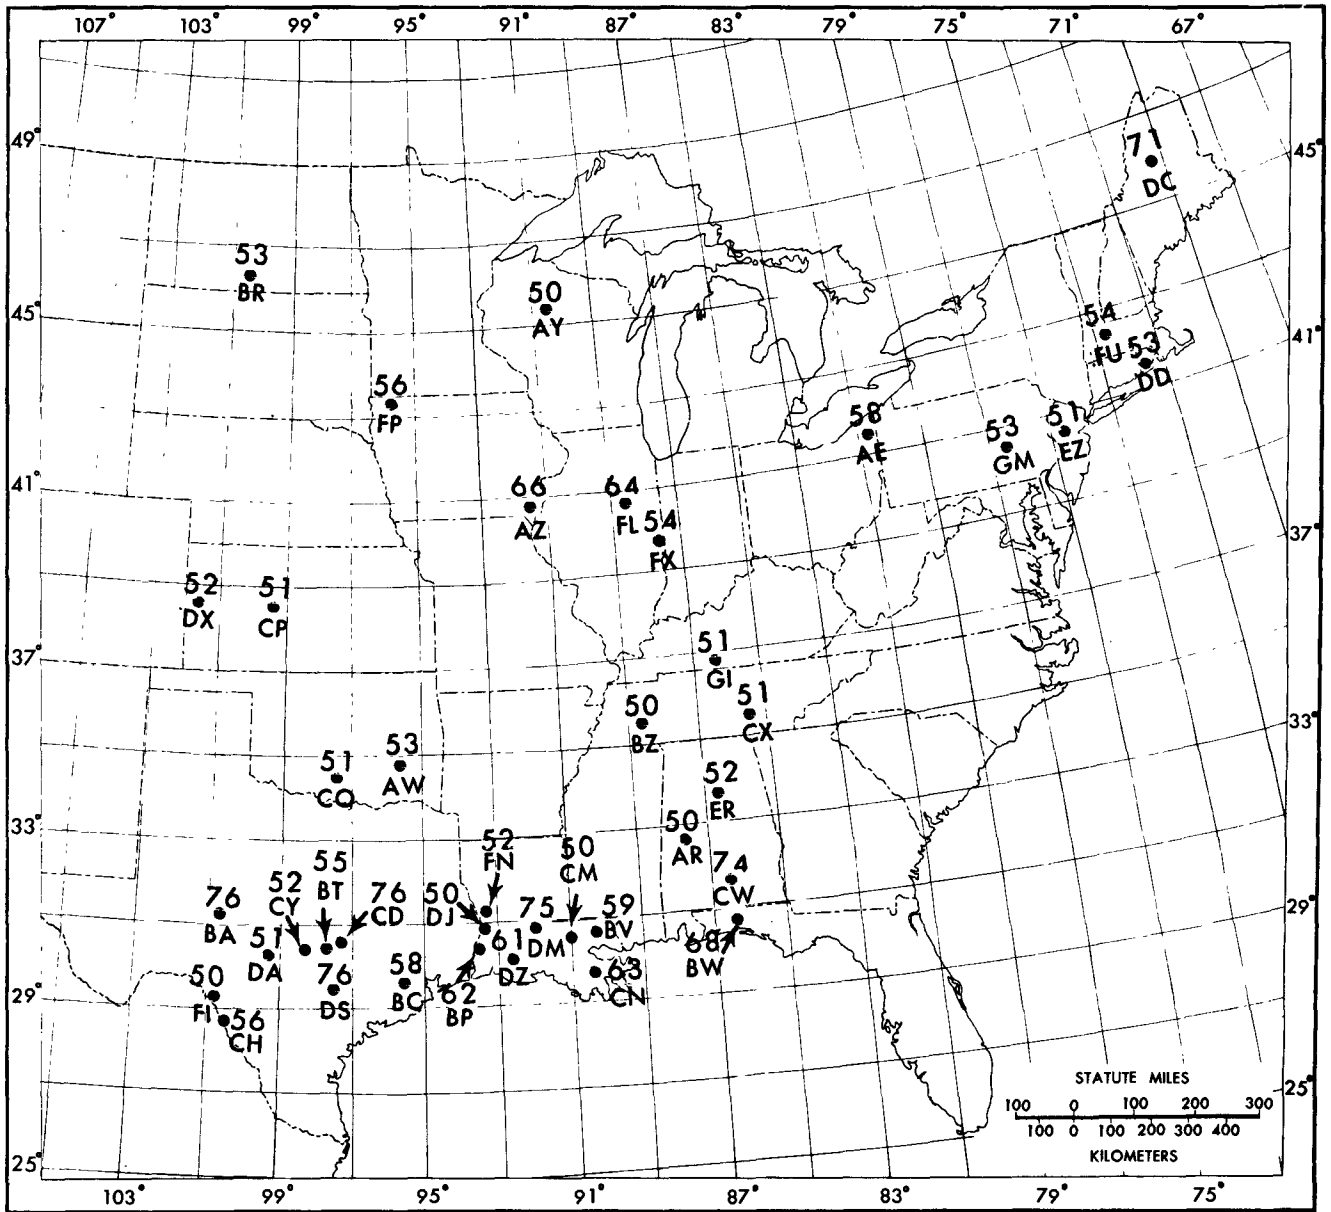 107° 103° 99° 95° 91° 87° 83° 79° 75° 71° 67°
49°
45°
71
DC
53
BR
50
AY
45°
54
FU
53
DD
41°
56
FP
58
AE
53
GM
51
EZ
41°
66
AZ
64
FL
54
FX
37°
52
DX
51
CP
37°
51
GI
50
BZ
51
CX
33°
51
CO
53
AW
52
ER
33°
50
AR
52
FN
50
CM
74
CW
55
BT
52
CY
76
CD
50
DJ
76
BA
75
DM
59
BV
29°
51
DA
61
DZ
68
BW
50
FI
76
DS
58
BG
62
BP
63
CN
29°
56
CH
STATUTE MILES
100 0 100 200 300
100 0 100 200 300 400
KILOMETERS
25°
25°
103° 99° 95° 91° 87° 83° 79° 75°